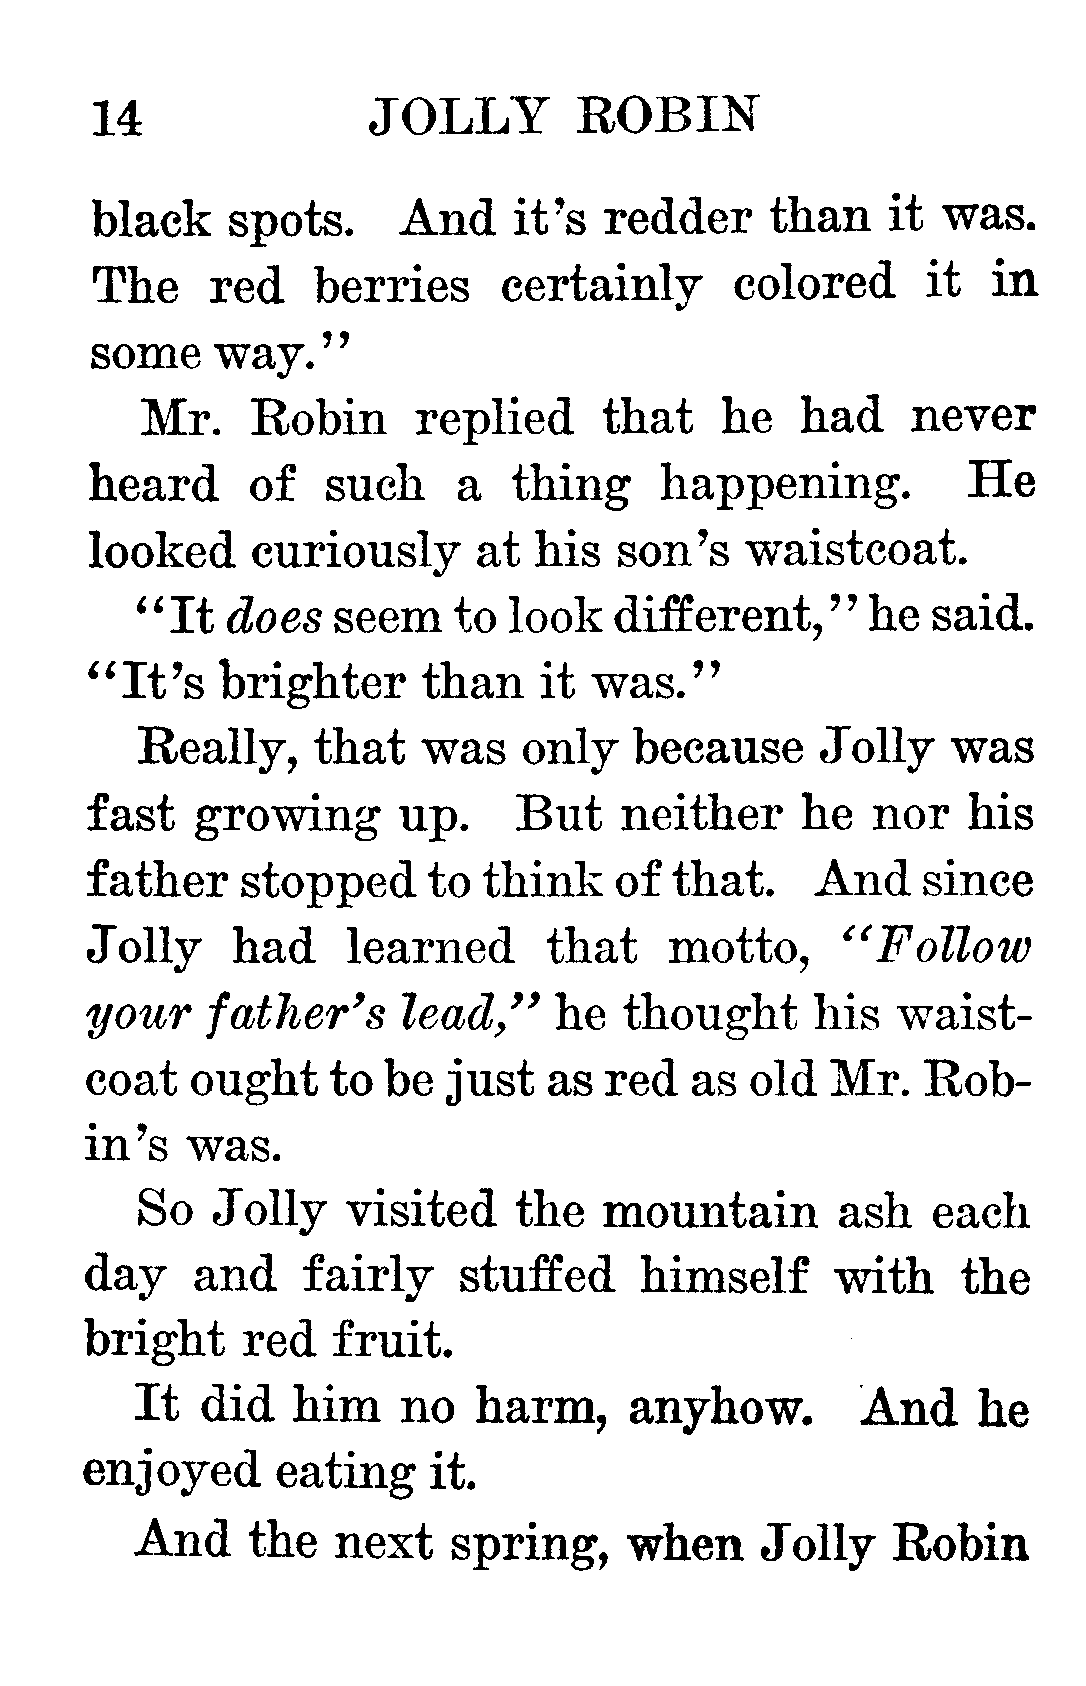 14 JOLLY ROBIN
black spots. And it's redder than it was.
The red berries certainly colored it in
some way."
Mr. Robin replied that he had never
heard of such a thing happening. He
looked curiously at his son's waistcoat.
"It does seem to look different," he said.
"It's brighter than it was."
Really, that was only because Jolly was
fast growing up. But neither he nor his
father stopped to think of that. And since
Jolly had learned that motto, "Follow
your father's lead," he thought his waist-
coat ought to be just as red as old Mr. Rob-
in's was.
So Jolly visited the mountain ash each
day and fairly stuffed himself with the
bright red fruit.
It did him no harm, anyhow. And he
enjoyed eating it.
And the next spring, when Jolly Robin